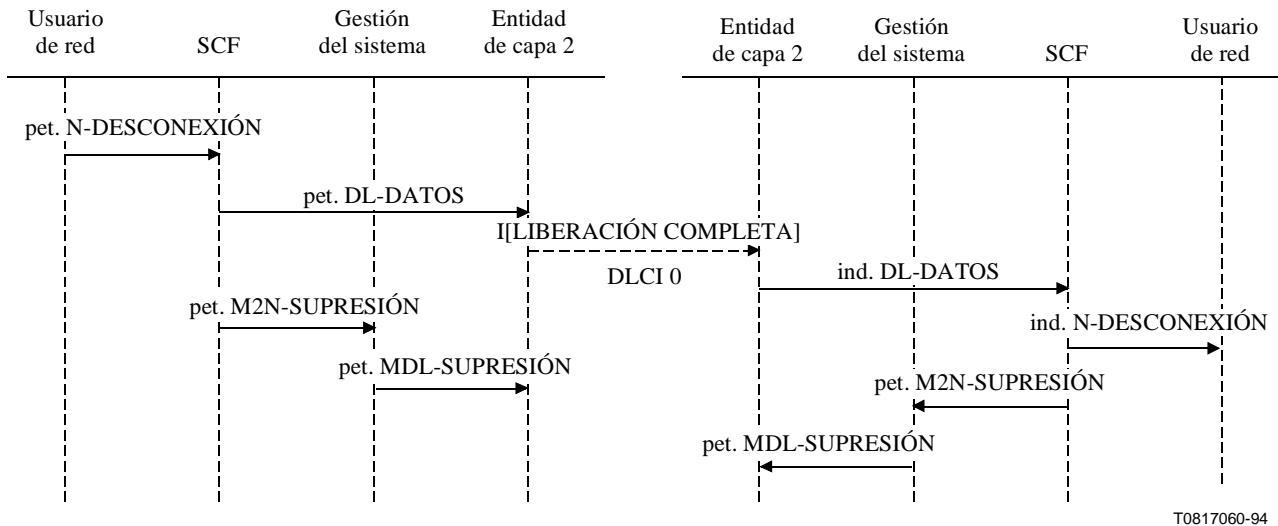 Usuario
de red
SCF
Gestión
del sistema
Entidad
de capa 2
Entidad
de capa 2
Gestión
del sistema
SCF
Usuario
de red
pet. N-DESCONEXIÓN
pet. DL-DATOS
I[LIBERACIÓN COMPLETA]
DLCI 0
ind. DL-DATOS
pet. M2N-SUPRESIÓN
ind. N-DESCONEXIÓN
pet. MDL-SUPRESIÓN
pet. M2N-SUPRESIÓN
pet. MDL-SUPRESIÓN
T0817060-94